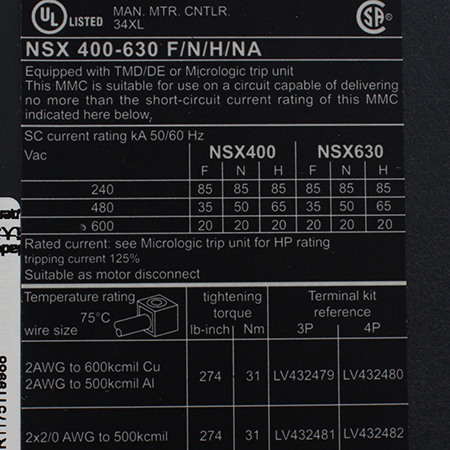 UL LISTED MAN. MTR. CNTLR.
34XL
SA
NSX 400-630 F/N/H/NA
Equipped with TMD/DE or Micrologic trip unit
This MMC is suitable for use on a circuit capable of delivering
no more than the short-circuit current rating of this MMC
indicated here below,
SC current rating kA 50/60 Hz
Vac NSX400 NSX630
F N H F N H
240 85 85 85 85 85 85
480 35 50 65 35 50 65
600 20 20 20 20 20 20
Rated current: see Micrologic trip unit for HP rating
tripping current 125%
Suitable as motor disconnect
Temperature rating tightening Terminal kit
75°C torque reference
wire size lb-inch Nm 3P 4P
2AWG to 600kcmil Cu
2AWG to 500kcmil Al 274 31 LV432479 LV432480
2x2/0 AWG to 500kcmil 274 31 LV432481 LV432482